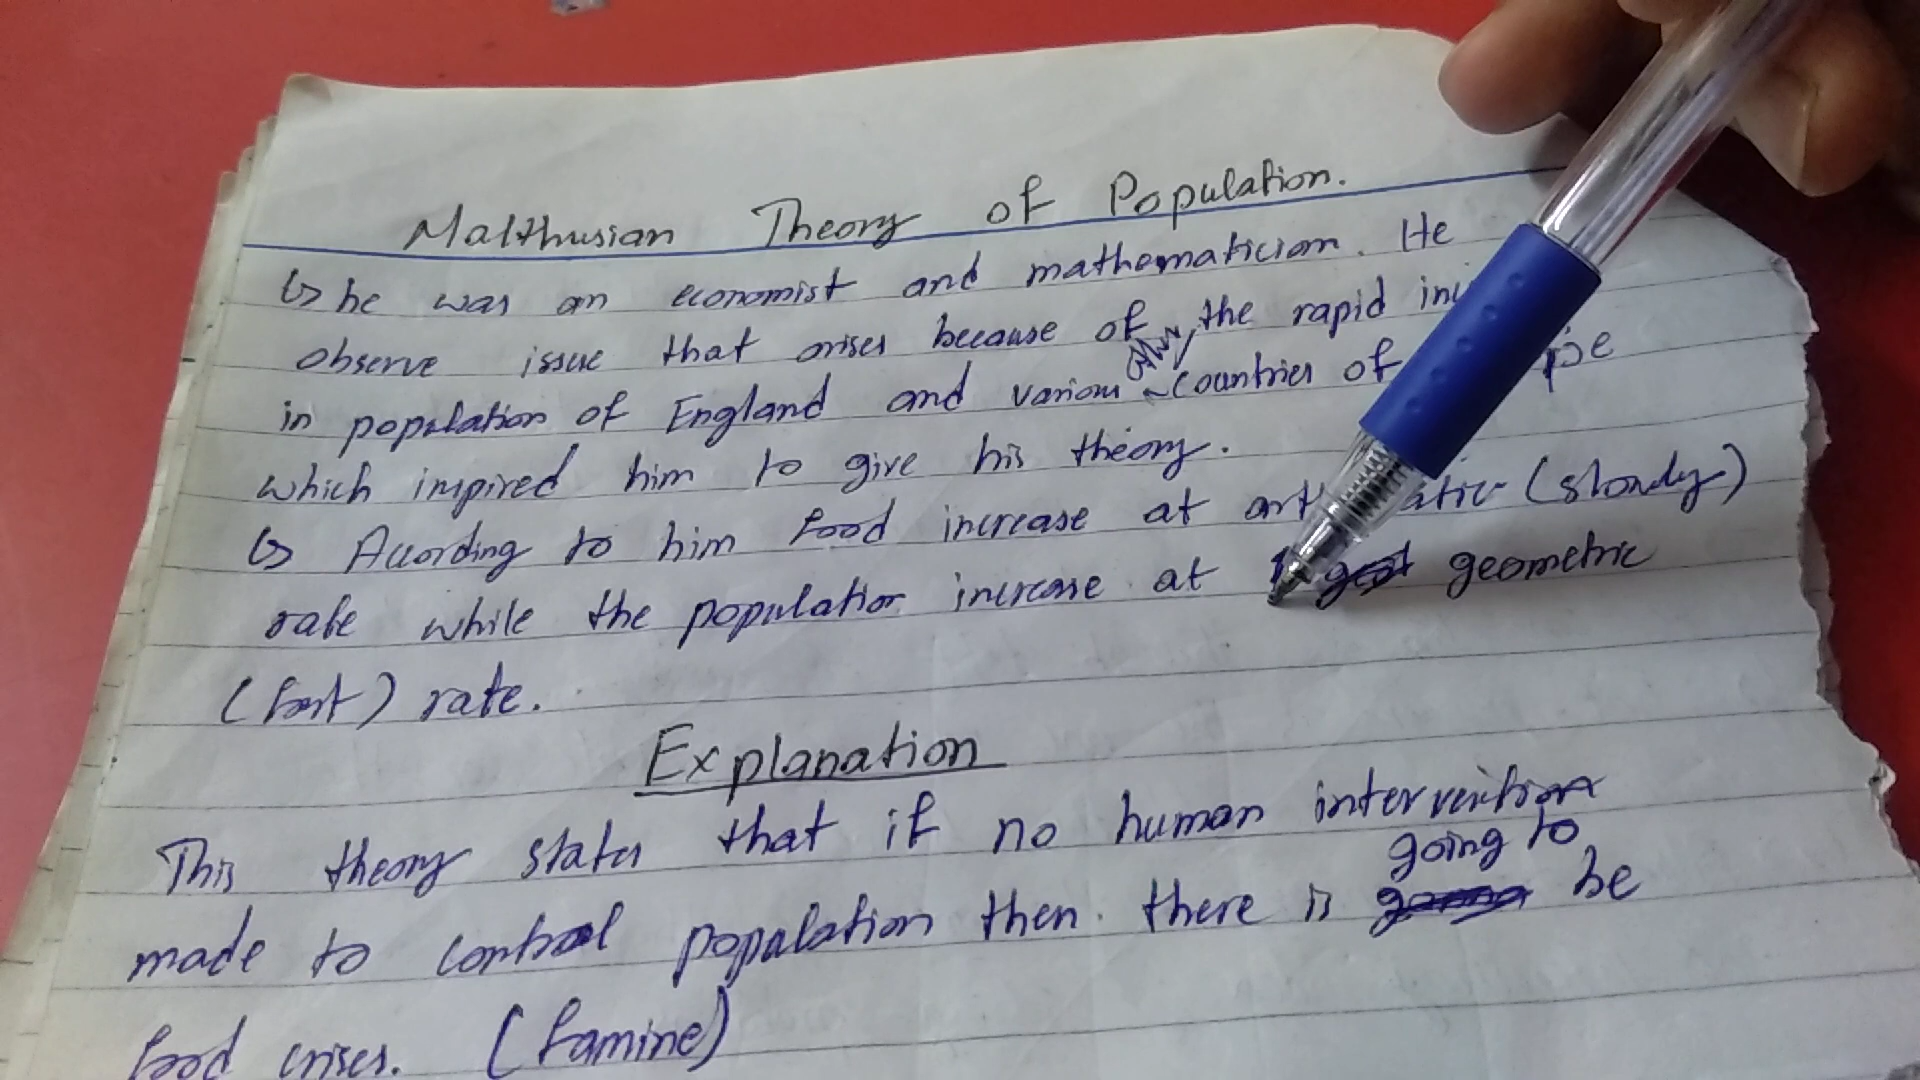 Malthusian Theory of Population.
↳ he was an economist and mathematician. He
observe issue that arises because of the rapid
in population of England and various countries of
which inspired him to give his theory.
↳ According to him food increase at (slowly)
rate while the population increase at geometric
(fast) rate.
Explanation
This theory states that if no human intervention
made to control population then there is going to be
food crises. (famine)